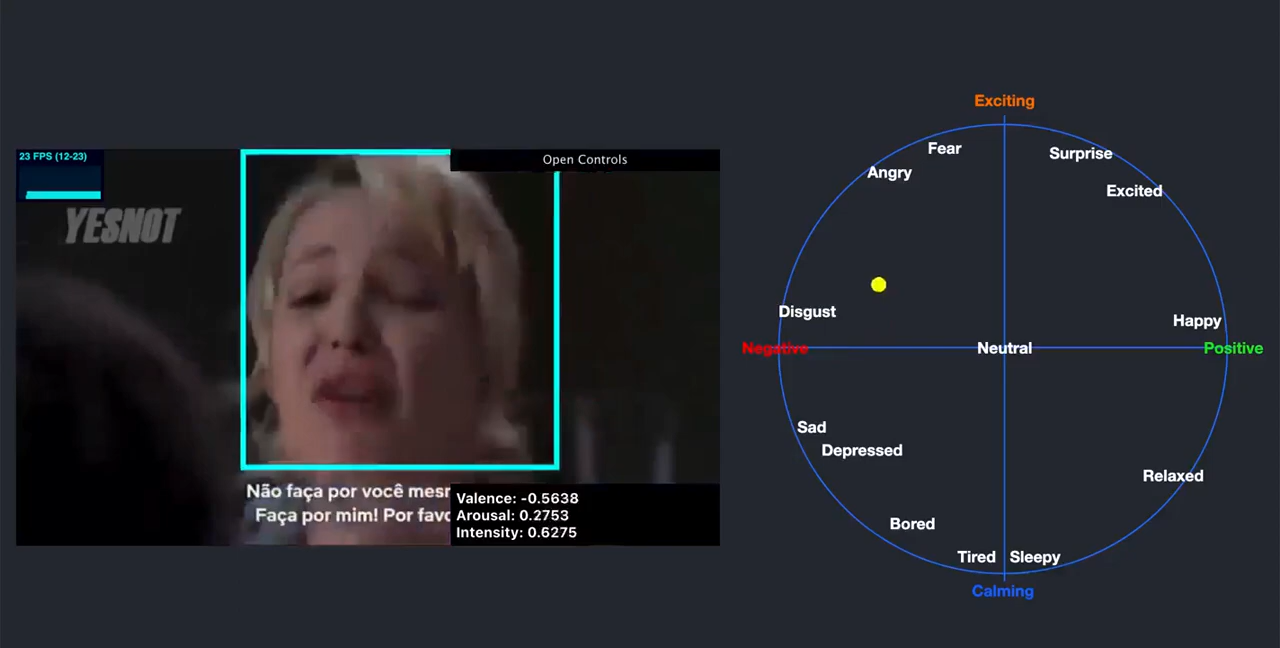 23 FPS (12-23)
Open Controls
YESNOT
Não faça por você
Faça por mim! Por
Valence: -0.5638
Arousal: 0.2753
Intensity: 0.6275
Exciting
Fear
Surprise
Angry
Excited
Disgust
Happy
Negative
Neutral
Positive
Sad
Depressed
Relaxed
Bored
Tired
Sleepy
Calming